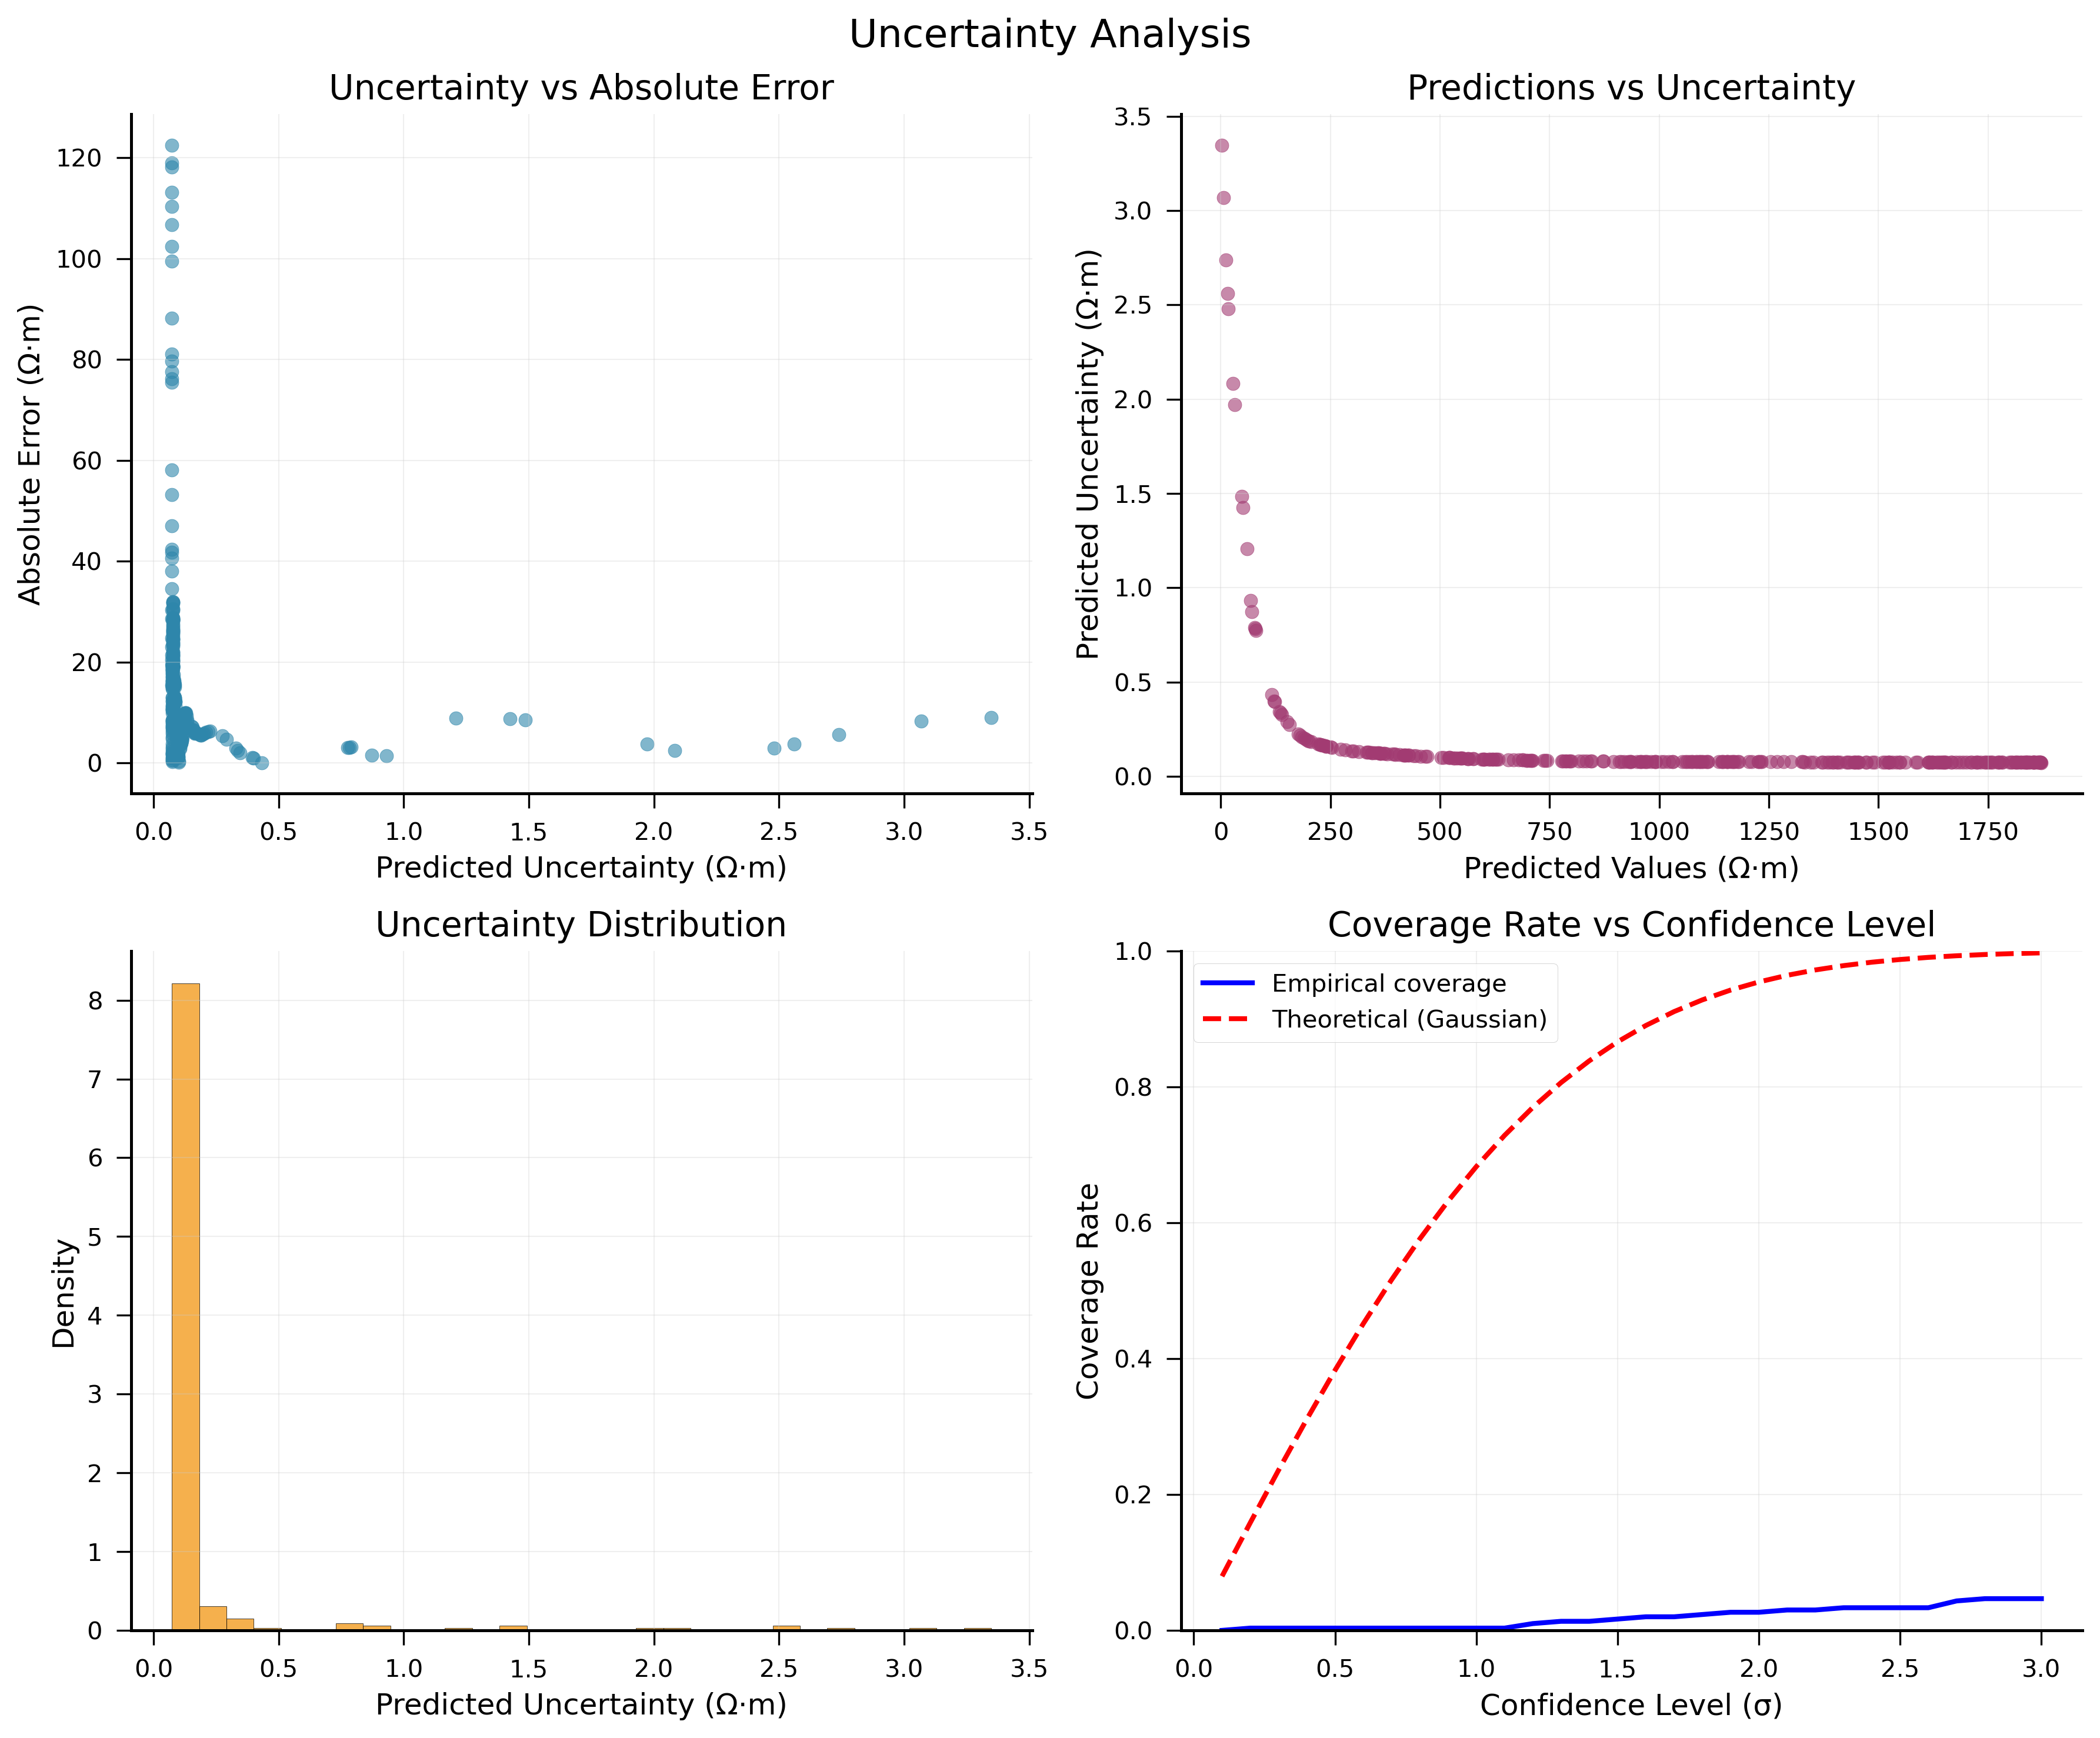 Uncertainty Analysis
Uncertainty vs Absolute Error
Absolute Error (Ω·m)
120
100
80
60
40
20
0
0.0 0.5 1.0 1.5 2.0 2.5 3.0 3.5
Predicted Uncertainty (Ω·m)
Predictions vs Uncertainty
Predicted Uncertainty (Ω·m)
3.5
3.0
2.5
2.0
1.5
1.0
0.5
0.0
0 250 500 750 1000 1250 1500 1750
Predicted Values (Ω·m)
Uncertainty Distribution
Density
8
7
6
5
4
3
2
1
0
0.0 0.5 1.0 1.5 2.0 2.5 3.0 3.5
Predicted Uncertainty (Ω·m)
Coverage Rate vs Confidence Level
Coverage Rate
1.0
0.8
0.6
0.4
0.2
0.0
Empirical coverage
Theoretical (Gaussian)
0.0 0.5 1.0 1.5 2.0 2.5 3.0
Confidence Level (σ)